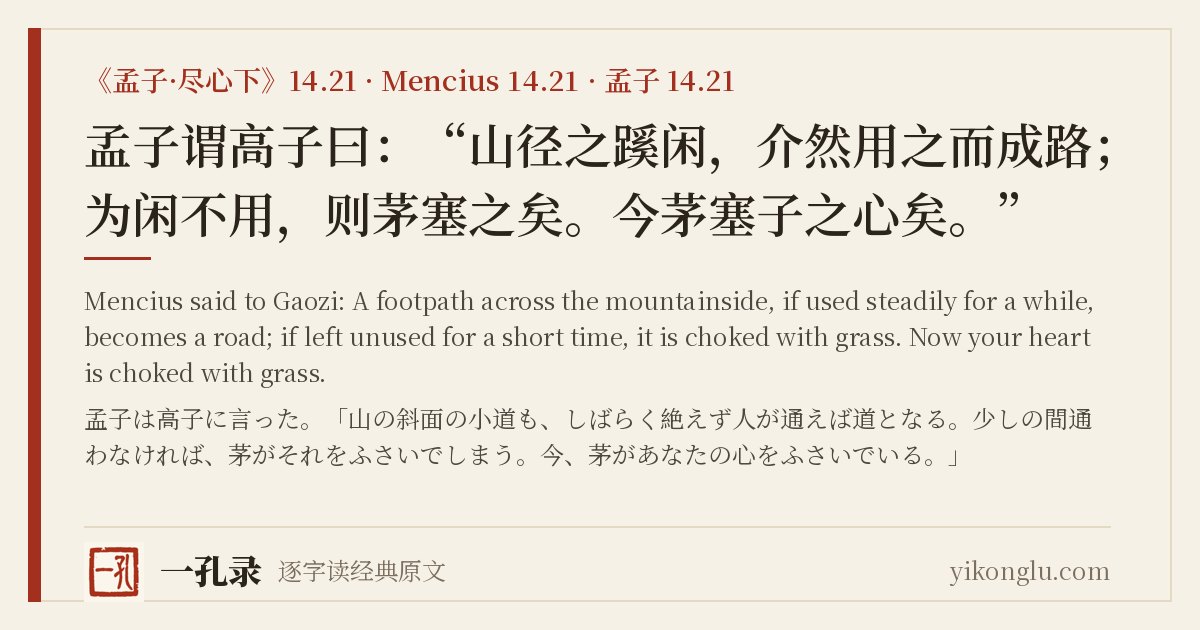 《孟子·尽心下》14.21 · Mencius 14.21 · 孟子 14.21
孟子谓高子曰：“山径之蹊闲，介然用之而成路；
为闲不用，则茅塞之矣。今茅塞子之心矣。”
Mencius said to Gaozi: A footpath across the mountainside, if used steadily for a while,
becomes a road; if left unused for a short time, it is choked with grass. Now your heart
is choked with grass.
孟子は高子に言った。「山の斜面の小道も、しばらく絶えず人が通えば道となる。少しの間通
わなければ、茅がそれをふさいでしまう。今、茅があなたの心をふさいでいる。」
一孔
一孔录 逐字读经典原文 yikonglu.com